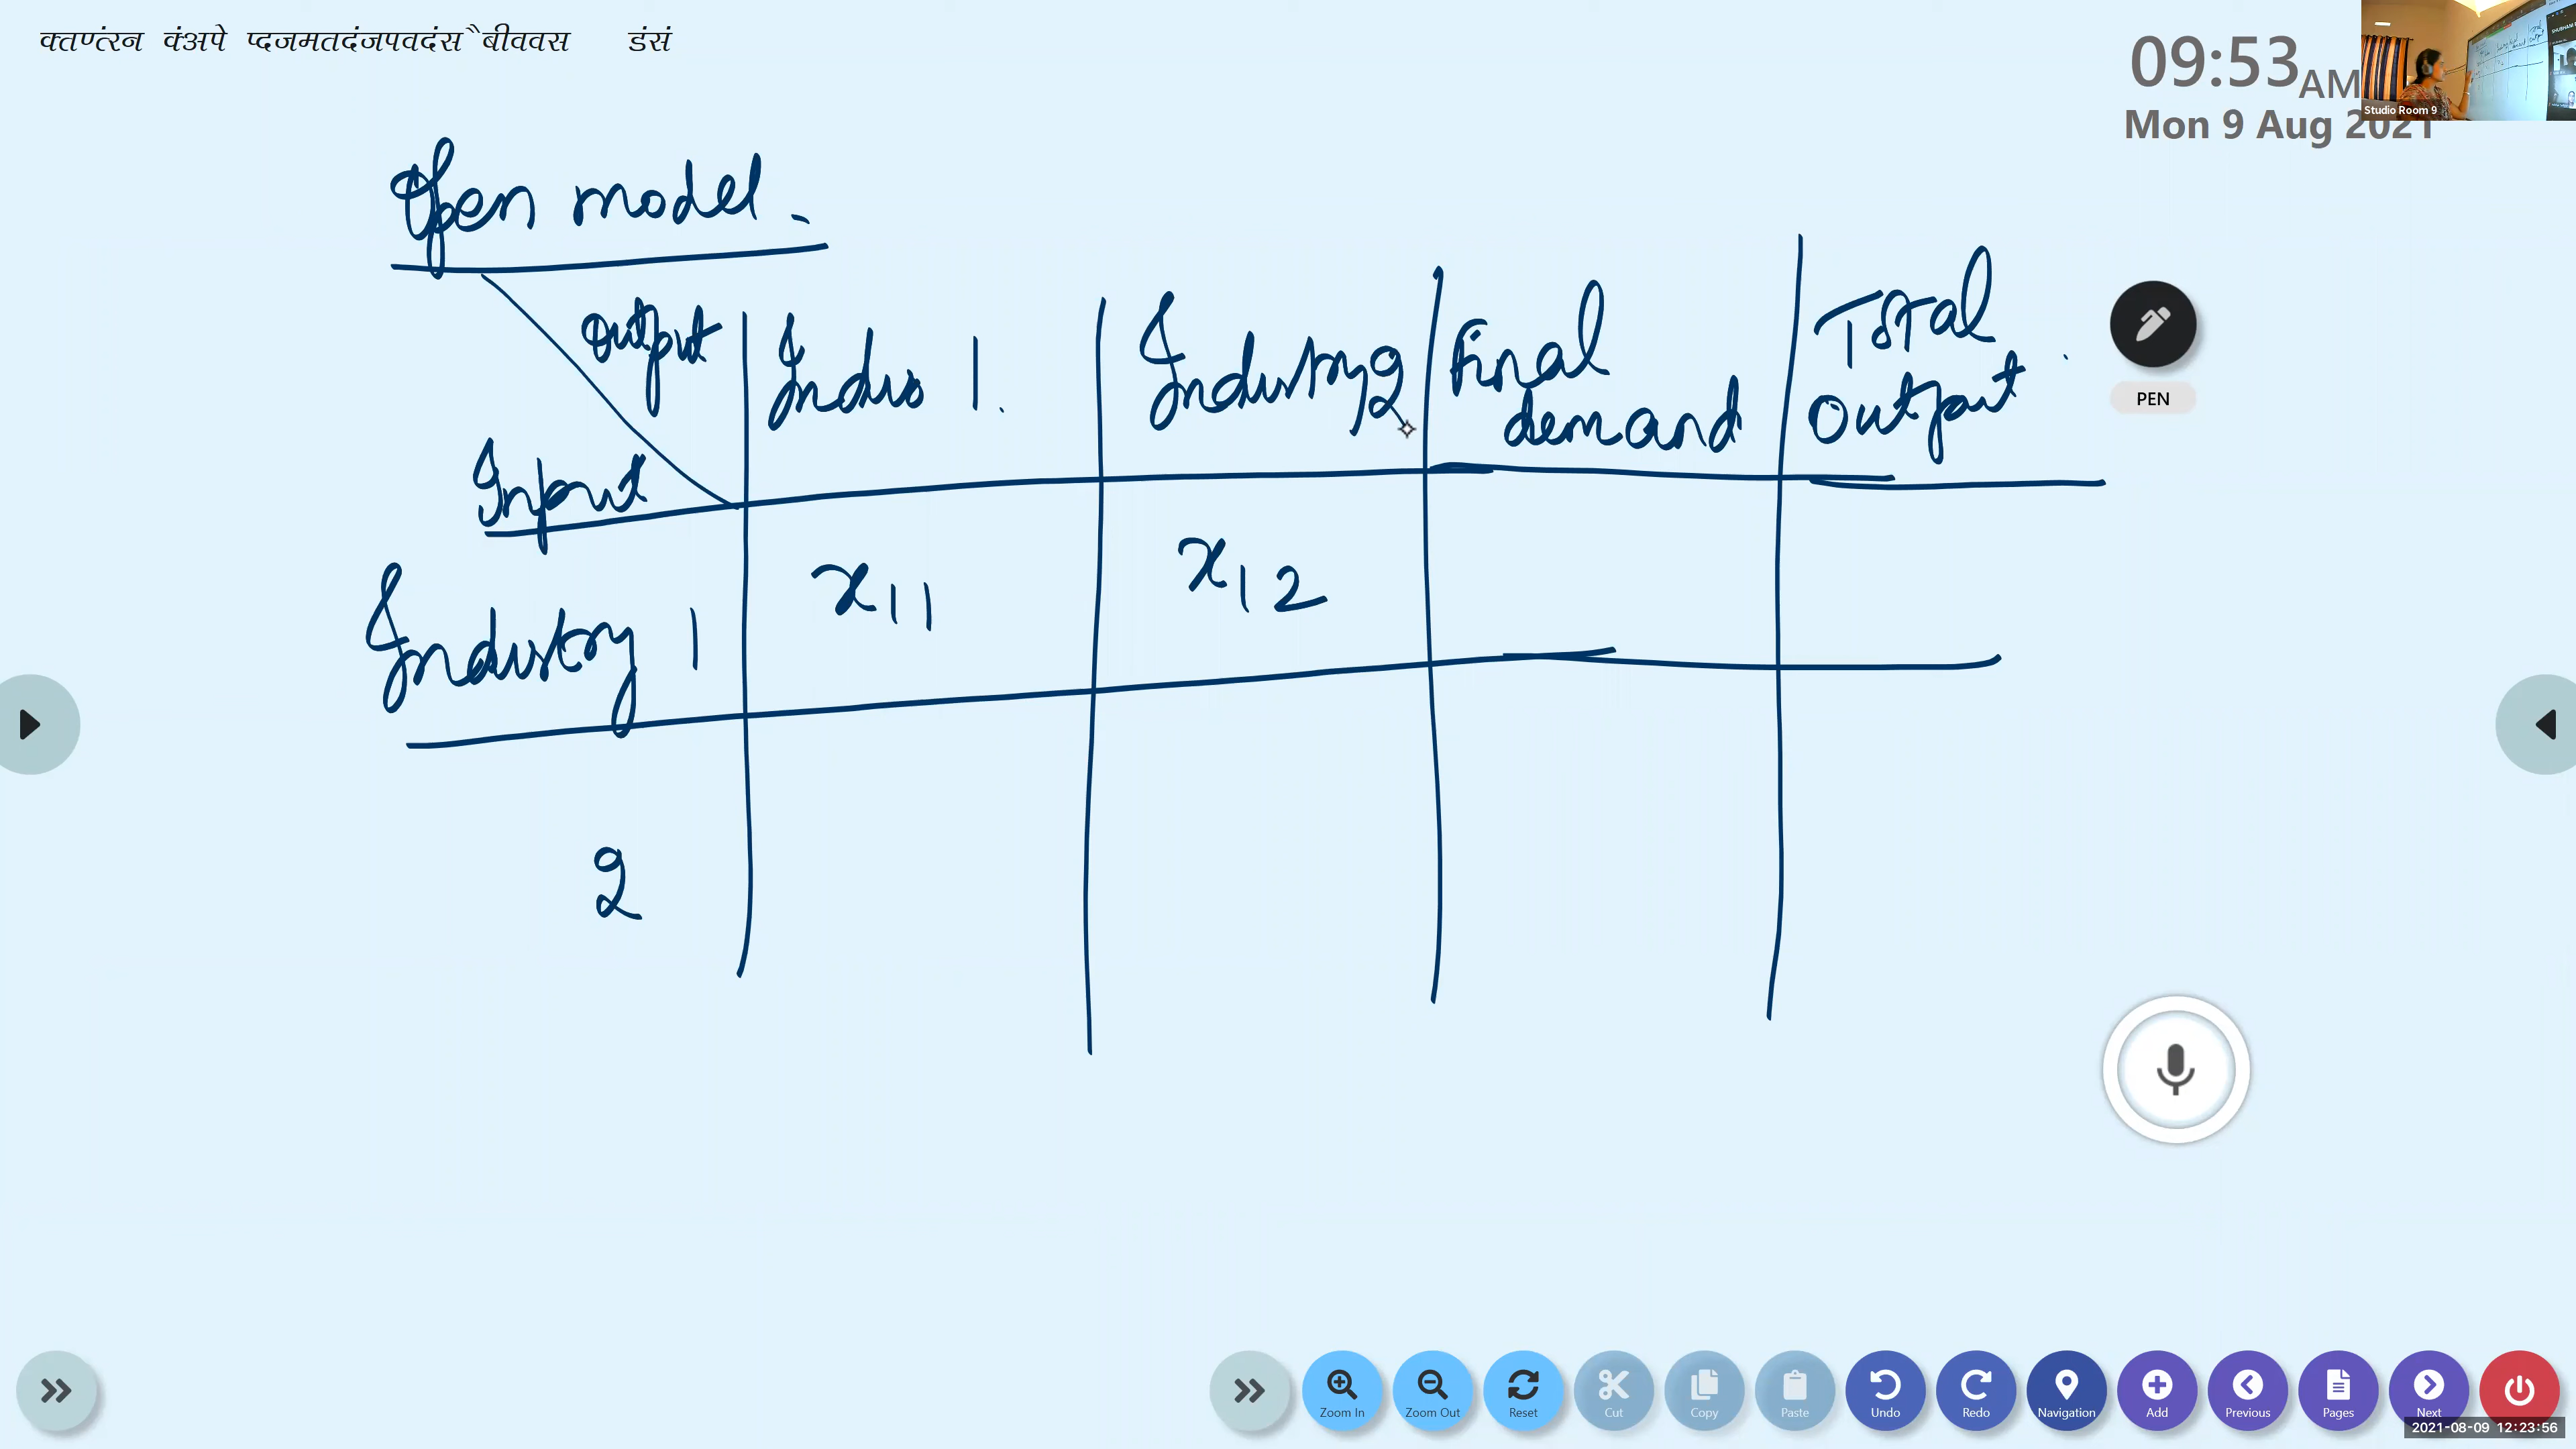 क्तण्तंरन कंअपे प्दजमतदंजपवदंस ैबीववस डंसं
09:53 AM
Mon 9 Aug 2021
Studio Room 9
Open model.
Output
Indus 1.
Industry 2
Final demand
Total Output
Input
PEN
Industry 1
x11
x12
2
Zoom In
Zoom Out
Reset
Cut
Copy
Paste
Undo
Redo
Navigation
Add
Previous
Pages
Next
2021-08-09 12:23:56